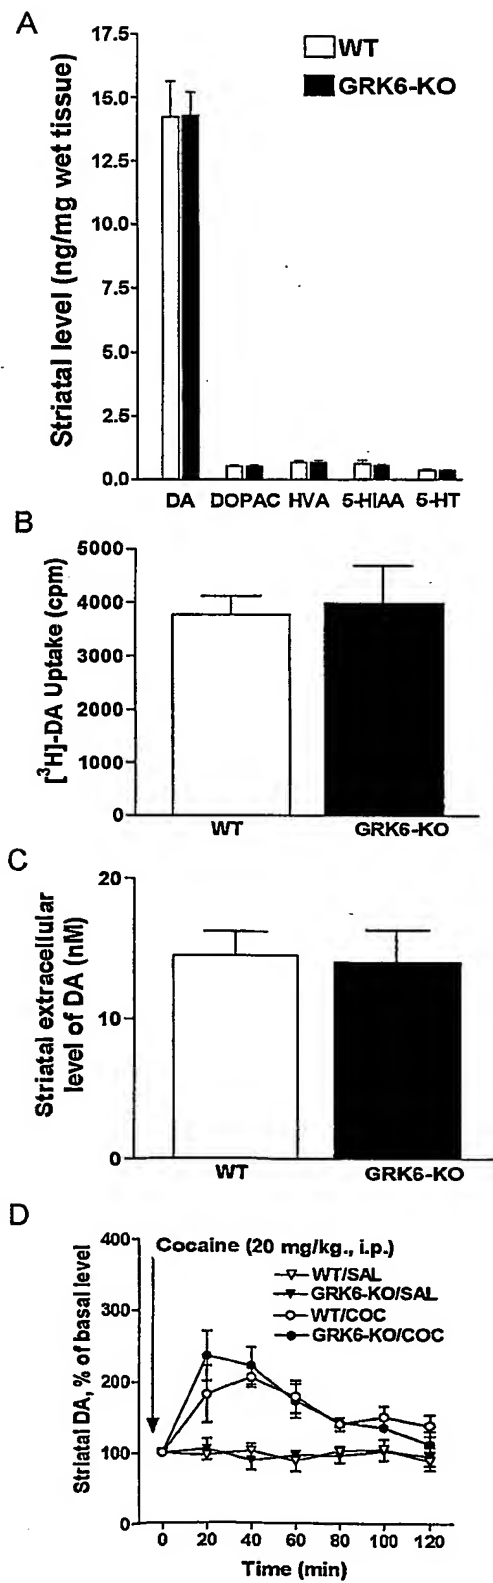 A
Striatal level (ng/mg wet tissue)
17.5
15.0
12.5
10.0
7.5
5.0
2.5
0.0
WT
GRK6-KO
DA DOPAC HVA 5-HIAA 5-HT
B
[³H]-DA Uptake (cpm)
5000
4000
3000
2000
1000
0
WT GRK6-KO
C
Striatal extracellular
level of DA (nM)
20
10
0
WT GRK6-KO
D
Striatal DA, % of basal level
400
300
200
100
0
Cocaine (20 mg/kg., i.p.)
WT/SAL
GRK6-KO/SAL
WT/COC
GRK6-KO/COC
0 20 40 60 80 100 120
Time (min)